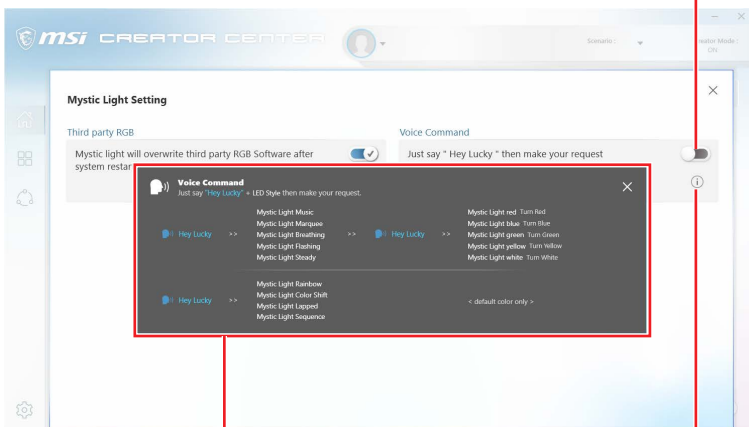 msi CREATOR CENTER
Scenario :
Creator Mode :
ON
Mystic Light Setting
Third party RGB
Mystic light will overwrite third party RGB Software after
system restar
Voice Command
Just say " Hey Lucky " then make your request
Voice Command
Just say "Hey Lucky" + LED Style then make your request.
Hey Lucky >>
Mystic Light Music
Mystic Light Marquee
Mystic Light Breathing
Mystic Light Flashing
Mystic Light Steady
>> Hey Lucky >>
Mystic Light red Turn Red
Mystic Light blue Turn Blue
Mystic Light green Turn Green
Mystic Light yellow Turn Yellow
Mystic Light white Turn White
Hey Lucky >>
Mystic Light Rainbow
Mystic Light Color Shift
Mystic Light Lapped
Mystic Light Sequence
< default color only >